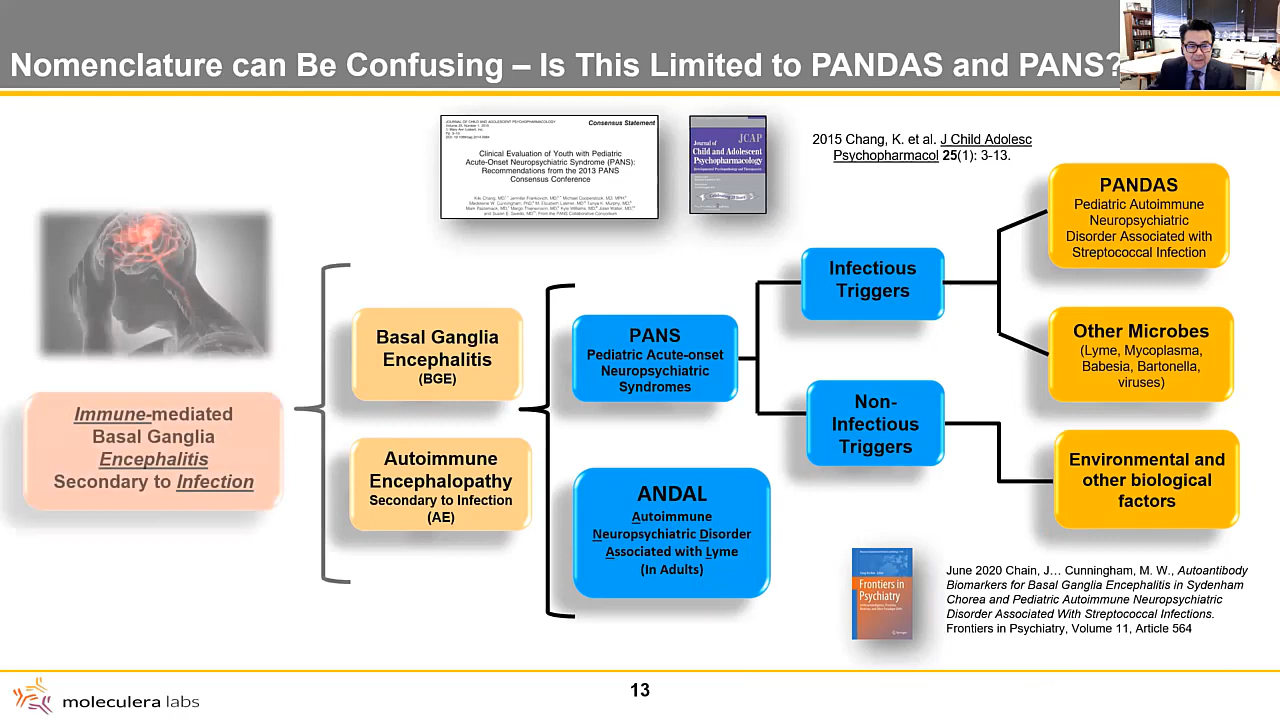 Nomenclature can Be Confusing – Is This Limited to PANDAS and PANS?
JOURNAL OF CHILD AND ADOLESCENT PSYCHOPHARMACOLOGY
Consensus Statement
Clinical Evaluation of Youth with Pediatric
Acute-Onset Neuropsychiatric Syndrome (PANS):
Recommendations from the 2013 PANS
Consensus Conference
JCAP
Journal of
Child and Adolescent
Psychopharmacology
2015 Chang, K. et al. J Child Adolesc
Psychopharmacol 25(1): 3-13.
Immune-mediated
Basal Ganglia
Encephalitis
Secondary to Infection
Basal Ganglia
Encephalitis
(BGE)
Autoimmune
Encephalopathy
Secondary to Infection
(AE)
PANS
Pediatric Acute-onset
Neuropsychiatric
Syndromes
ANDAL
Autoimmune
Neuropsychiatric Disorder
Associated with Lyme
(In Adults)
Infectious
Triggers
Non-
Infectious
Triggers
PANDAS
Pediatric Autoimmune
Neuropsychiatric
Disorder Associated with
Streptococcal Infection
Other Microbes
(Lyme, Mycoplasma,
Babesia, Bartonella,
viruses)
Environmental and
other biological
factors
Frontiers in
Psychiatry
Springer
June 2020 Chain, J… Cunningham, M. W., Autoantibody
Biomarkers for Basal Ganglia Encephalitis in Sydenham
Chorea and Pediatric Autoimmune Neuropsychiatric
Disorder Associated With Streptococcal Infections.
Frontiers in Psychiatry, Volume 11, Article 564
moleculera labs
13